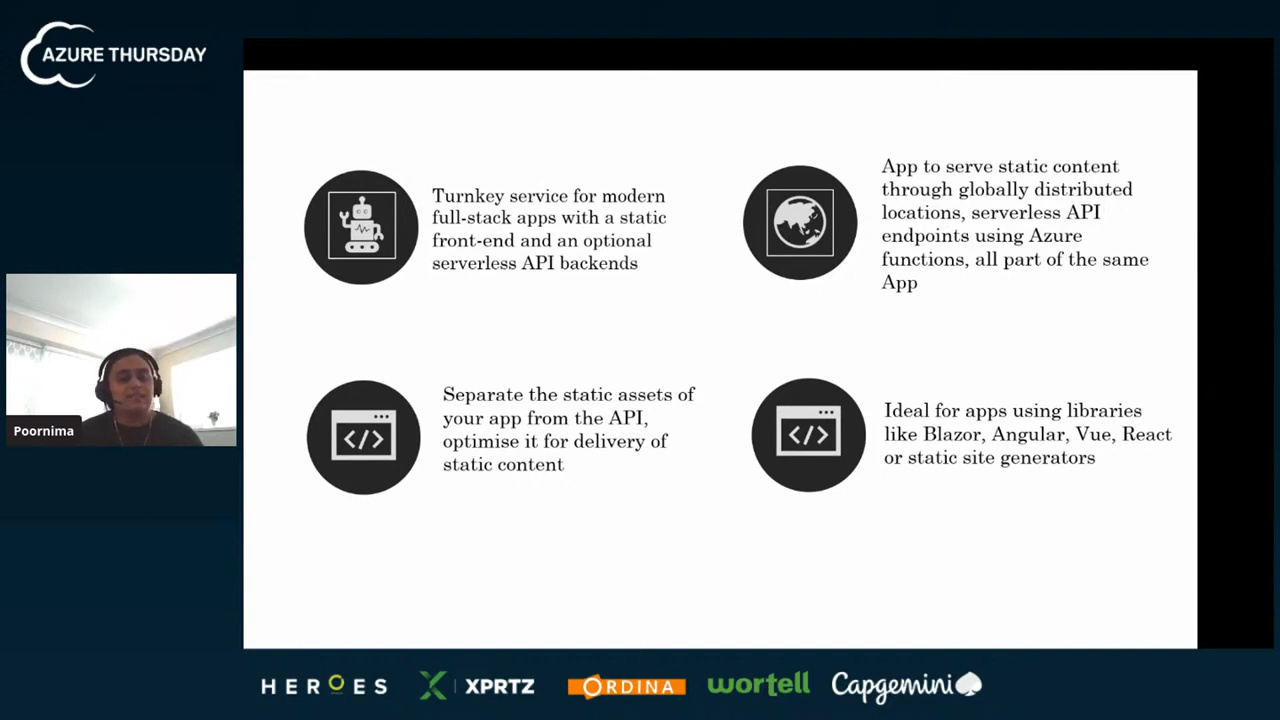 AZURE THURSDAY
Turnkey service for modern
full-stack apps with a static
front-end and an optional
serverless API backends
App to serve static content
through globally distributed
locations, serverless API
endpoints using Azure
functions, all part of the same
App
Separate the static assets of
your app from the API,
optimise it for delivery of
static content
Ideal for apps using libraries
like Blazor, Angular, Vue, React
or static site generators
Poornima
HEROES
XPRTZ
ORDINA
wortell
Capgemini